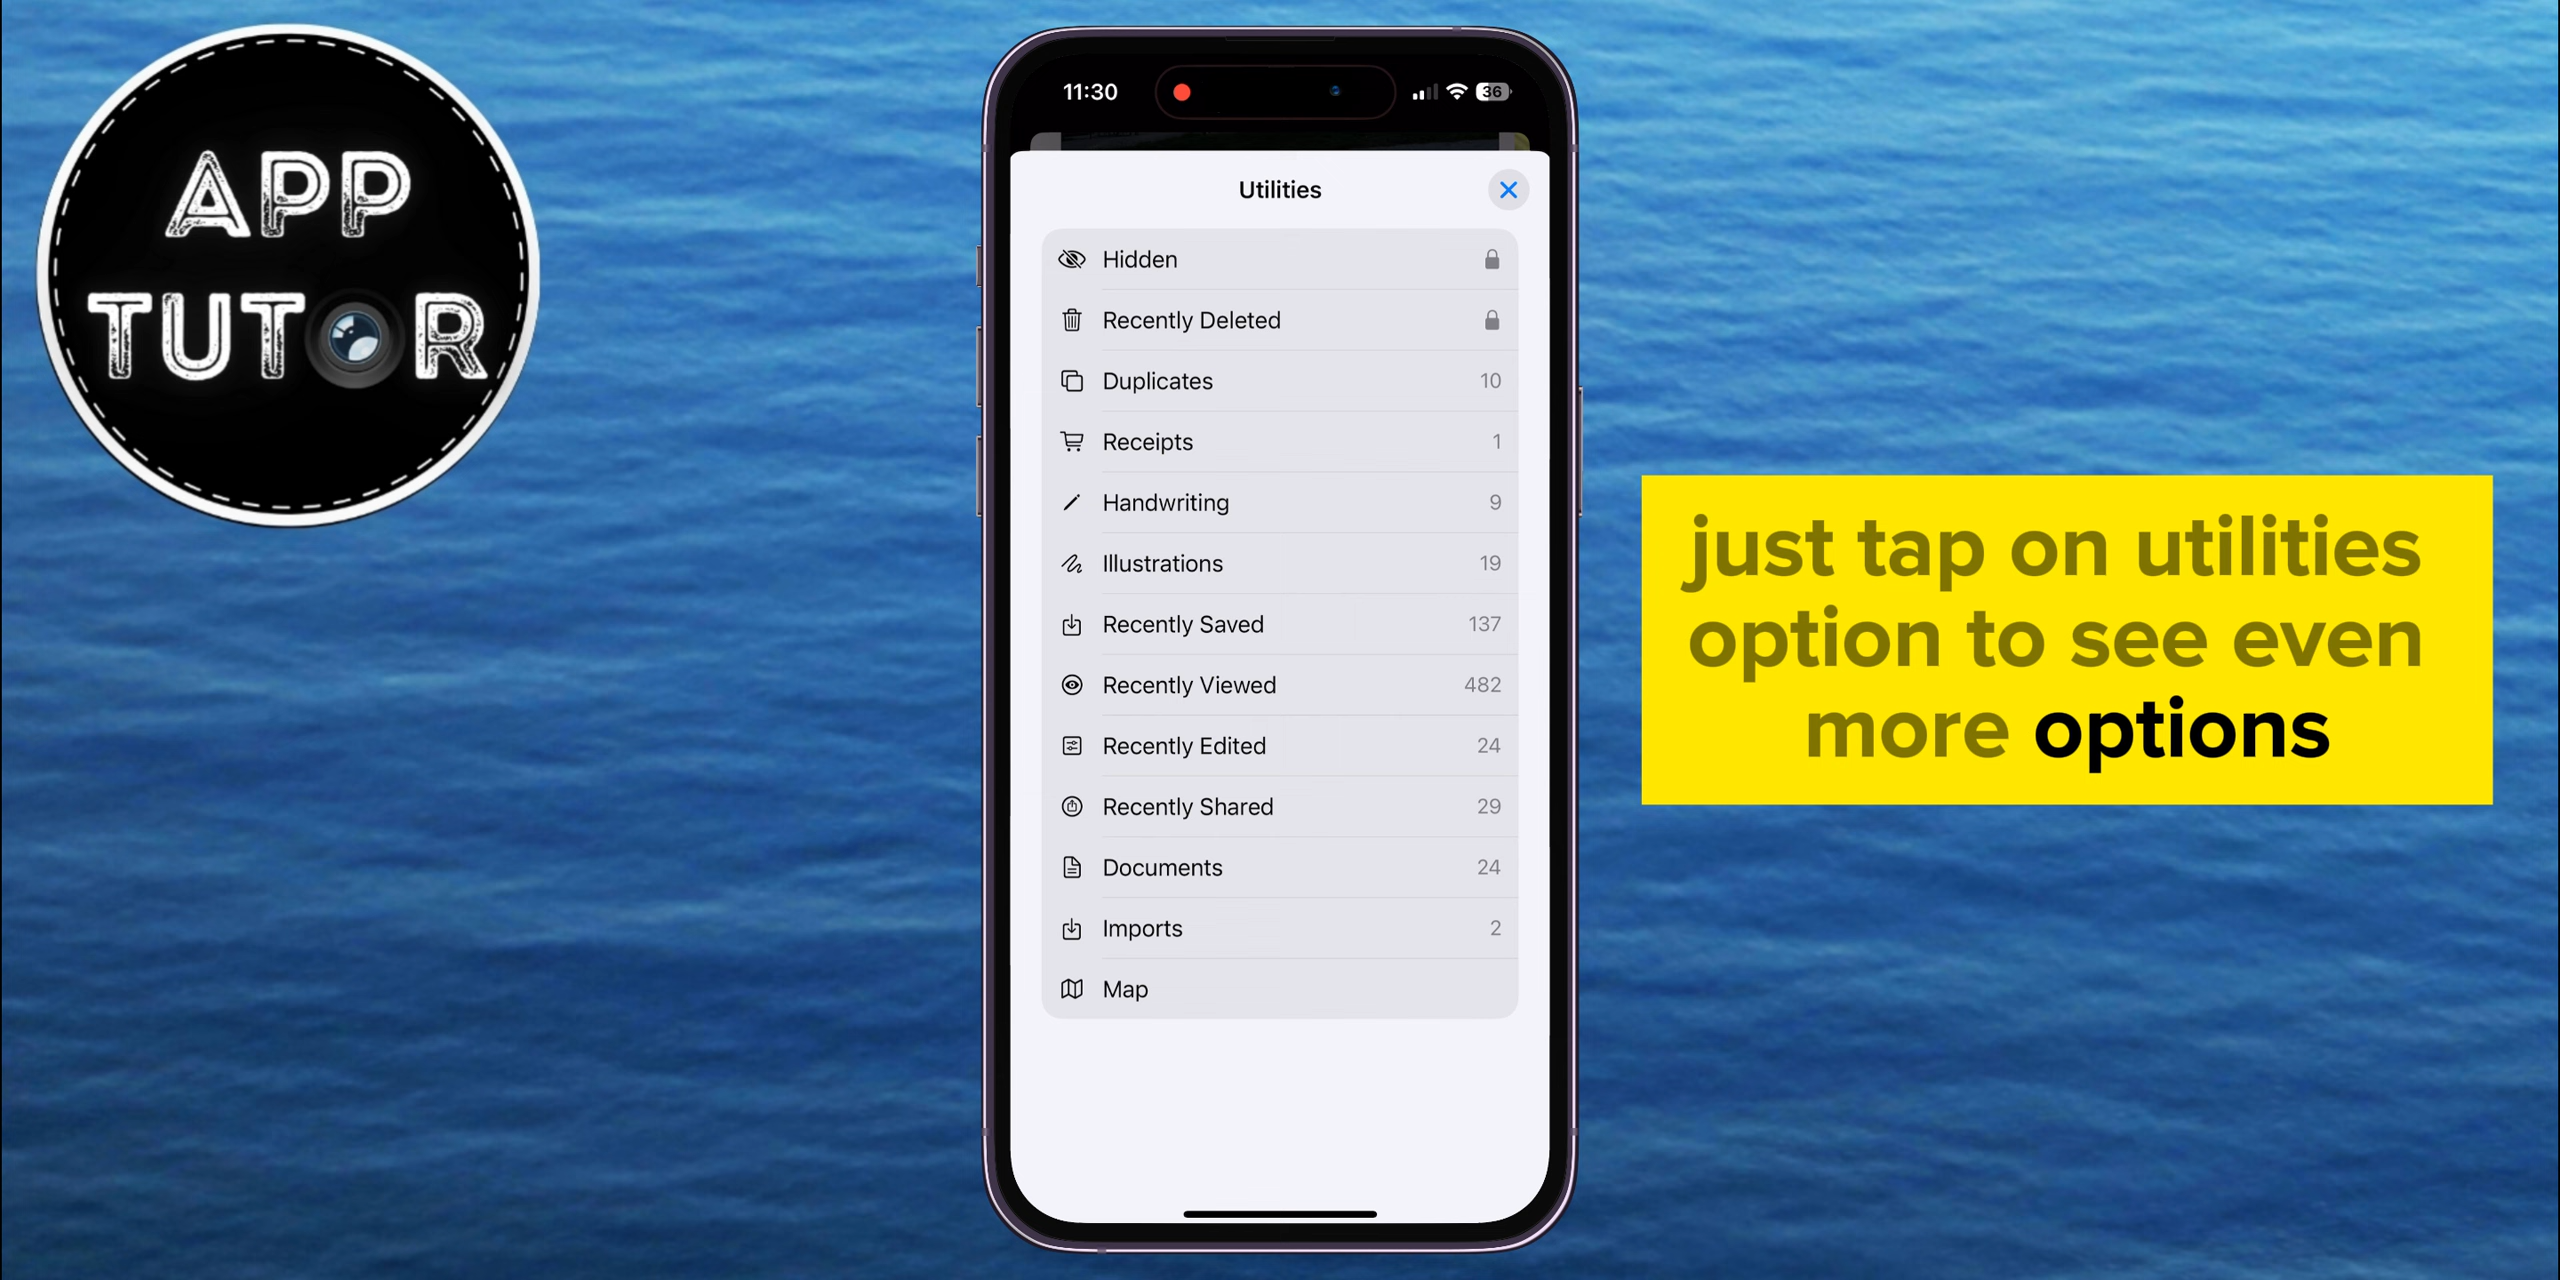 APP
TUTOR
11:30
36
Utilities
Hidden
Recently Deleted
Duplicates 10
Receipts 1
Handwriting 9
Illustrations 19
Recently Saved 137
Recently Viewed 482
Recently Edited 24
Recently Shared 29
Documents 24
Imports 2
Map
just tap on utilities
option to see even
more options